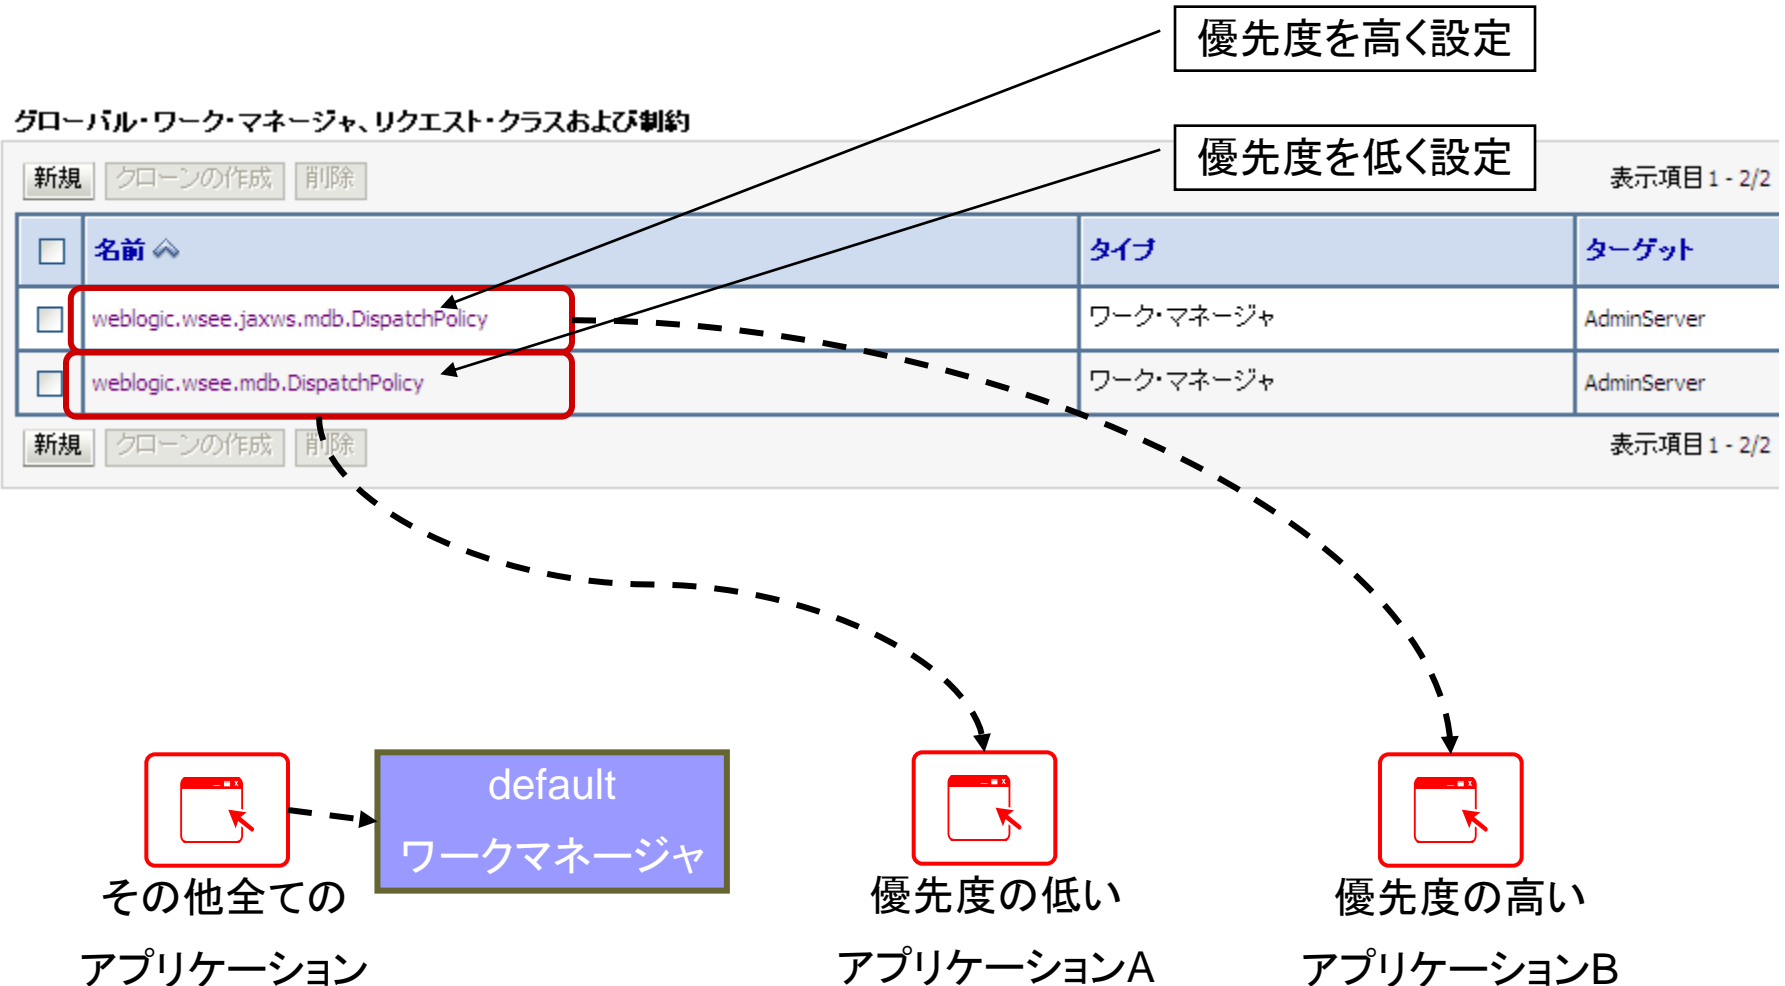 優先度を高く設定
グローバル・ワーク・マネージャ、リクエスト・クラスおよび制約
優先度を低く設定
新規 クローンの作成 削除 表示項目 1 - 2/2
名前 タイプ ターゲット
weblogic.wsee.jaxws.mdb.DispatchPolicy ワーク・マネージャ AdminServer
weblogic.wsee.mdb.DispatchPolicy ワーク・マネージャ AdminServer
新規 クローンの作成 削除 表示項目 1 - 2/2
default
ワークマネージャ
その他全ての
アプリケーション
優先度の低い
アプリケーションA
優先度の高い
アプリケーションB